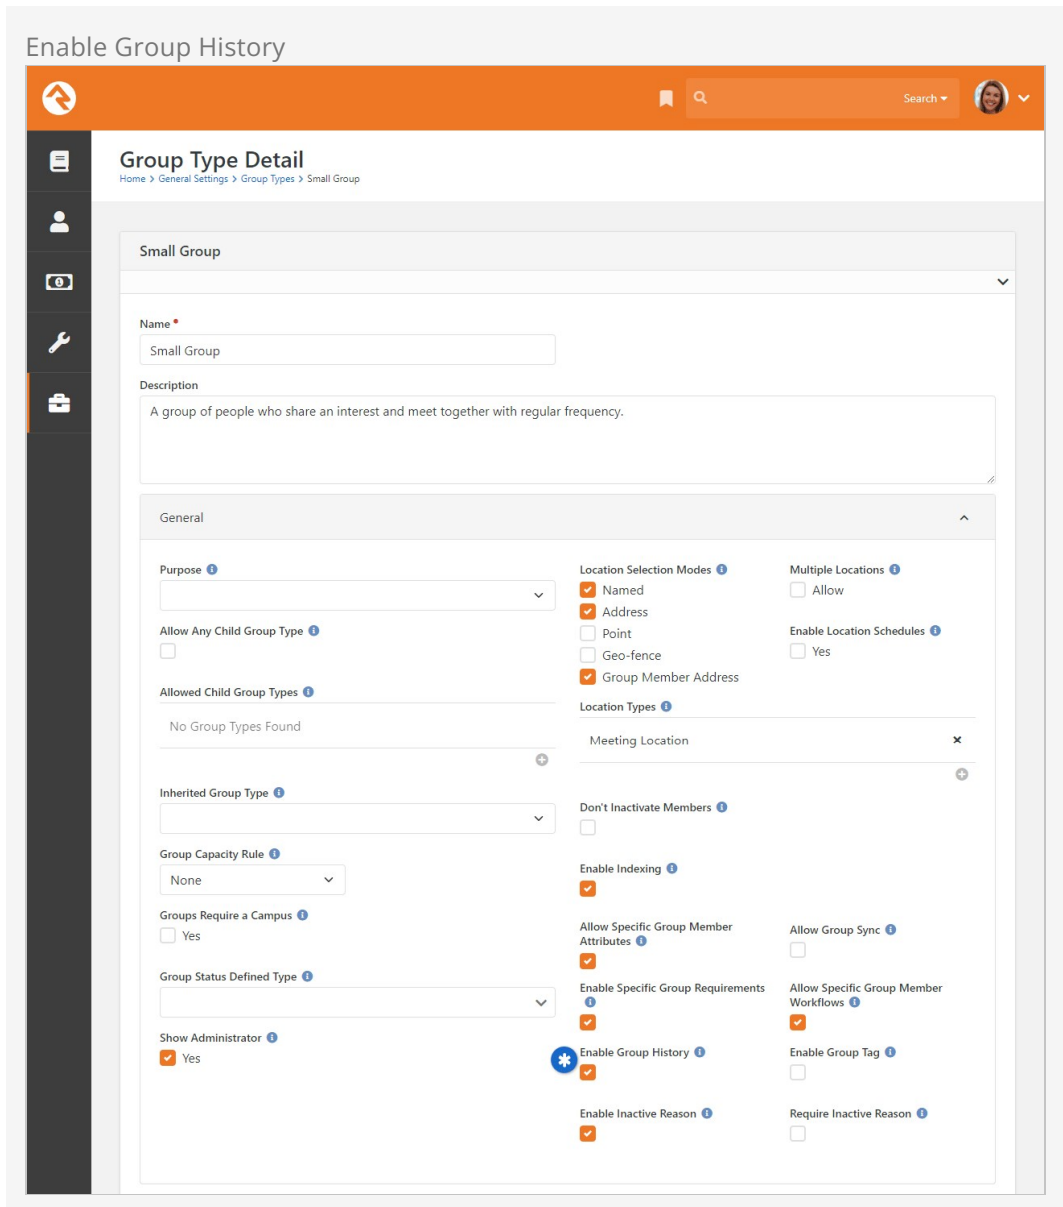 Enable Group History
Search
Group Type Detail
Home > General Settings > Group Types > Small Group
Small Group
Name
Small Group
Description
A group of people who share an interest and meet together with regular frequency.
General
Purpose
Allow Any Child Group Type
Allowed Child Group Types
No Group Types Found
Inherited Group Type
Group Capacity Rule
None
Groups Require a Campus
Yes
Group Status Defined Type
Show Administrator
Yes
Location Selection Modes
Named
Address
Point
Geo-fence
Group Member Address
Multiple Locations
Allow
Enable Location Schedules
Yes
Location Types
Meeting Location
Don't Inactivate Members
Enable Indexing
Allow Specific Group Member
Attributes
Allow Group Sync
Enable Specific Group Requirements
Allow Specific Group Member
Workflows
Enable Group History
Enable Group Tag
Enable Inactive Reason
Require Inactive Reason